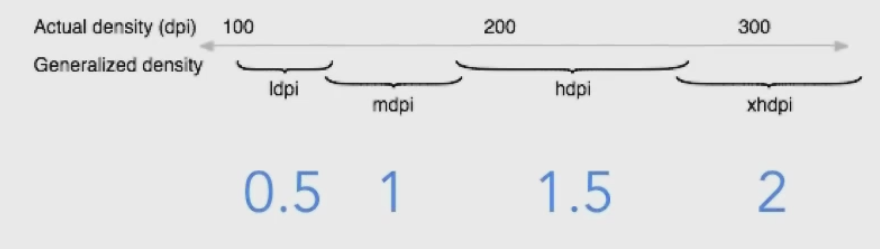 Actual density (dpi) 100 200 300
Generalized density
ldpi mdpi hdpi xhdpi
0.5 1 1.5 2